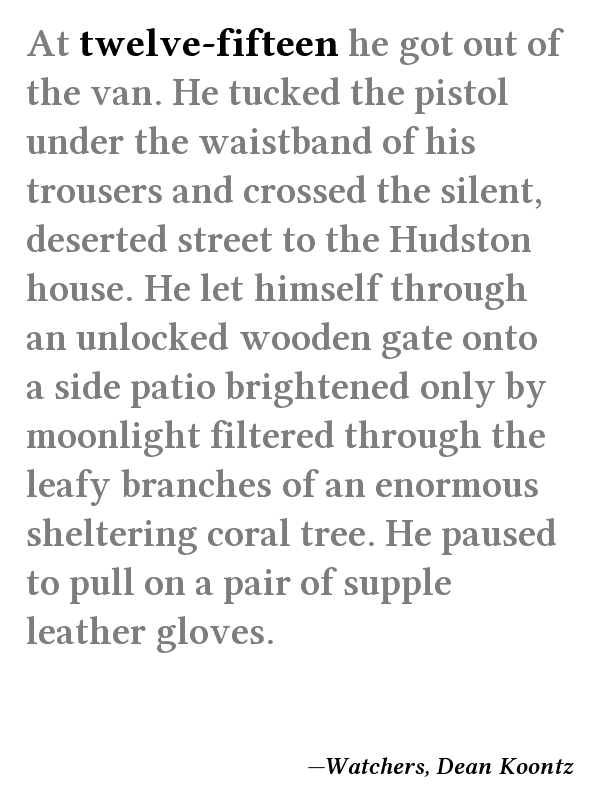 At twelve-fifteen he got out of
the van. He tucked the pistol
under the waistband of his
trousers and crossed the silent,
deserted street to the Hudston
house. He let himself through
an unlocked wooden gate onto
a side patio brightened only by
moonlight filtered through the
leafy branches of an enormous
sheltering coral tree. He paused
to pull on a pair of supple
leather gloves.
—Watchers, Dean Koontz